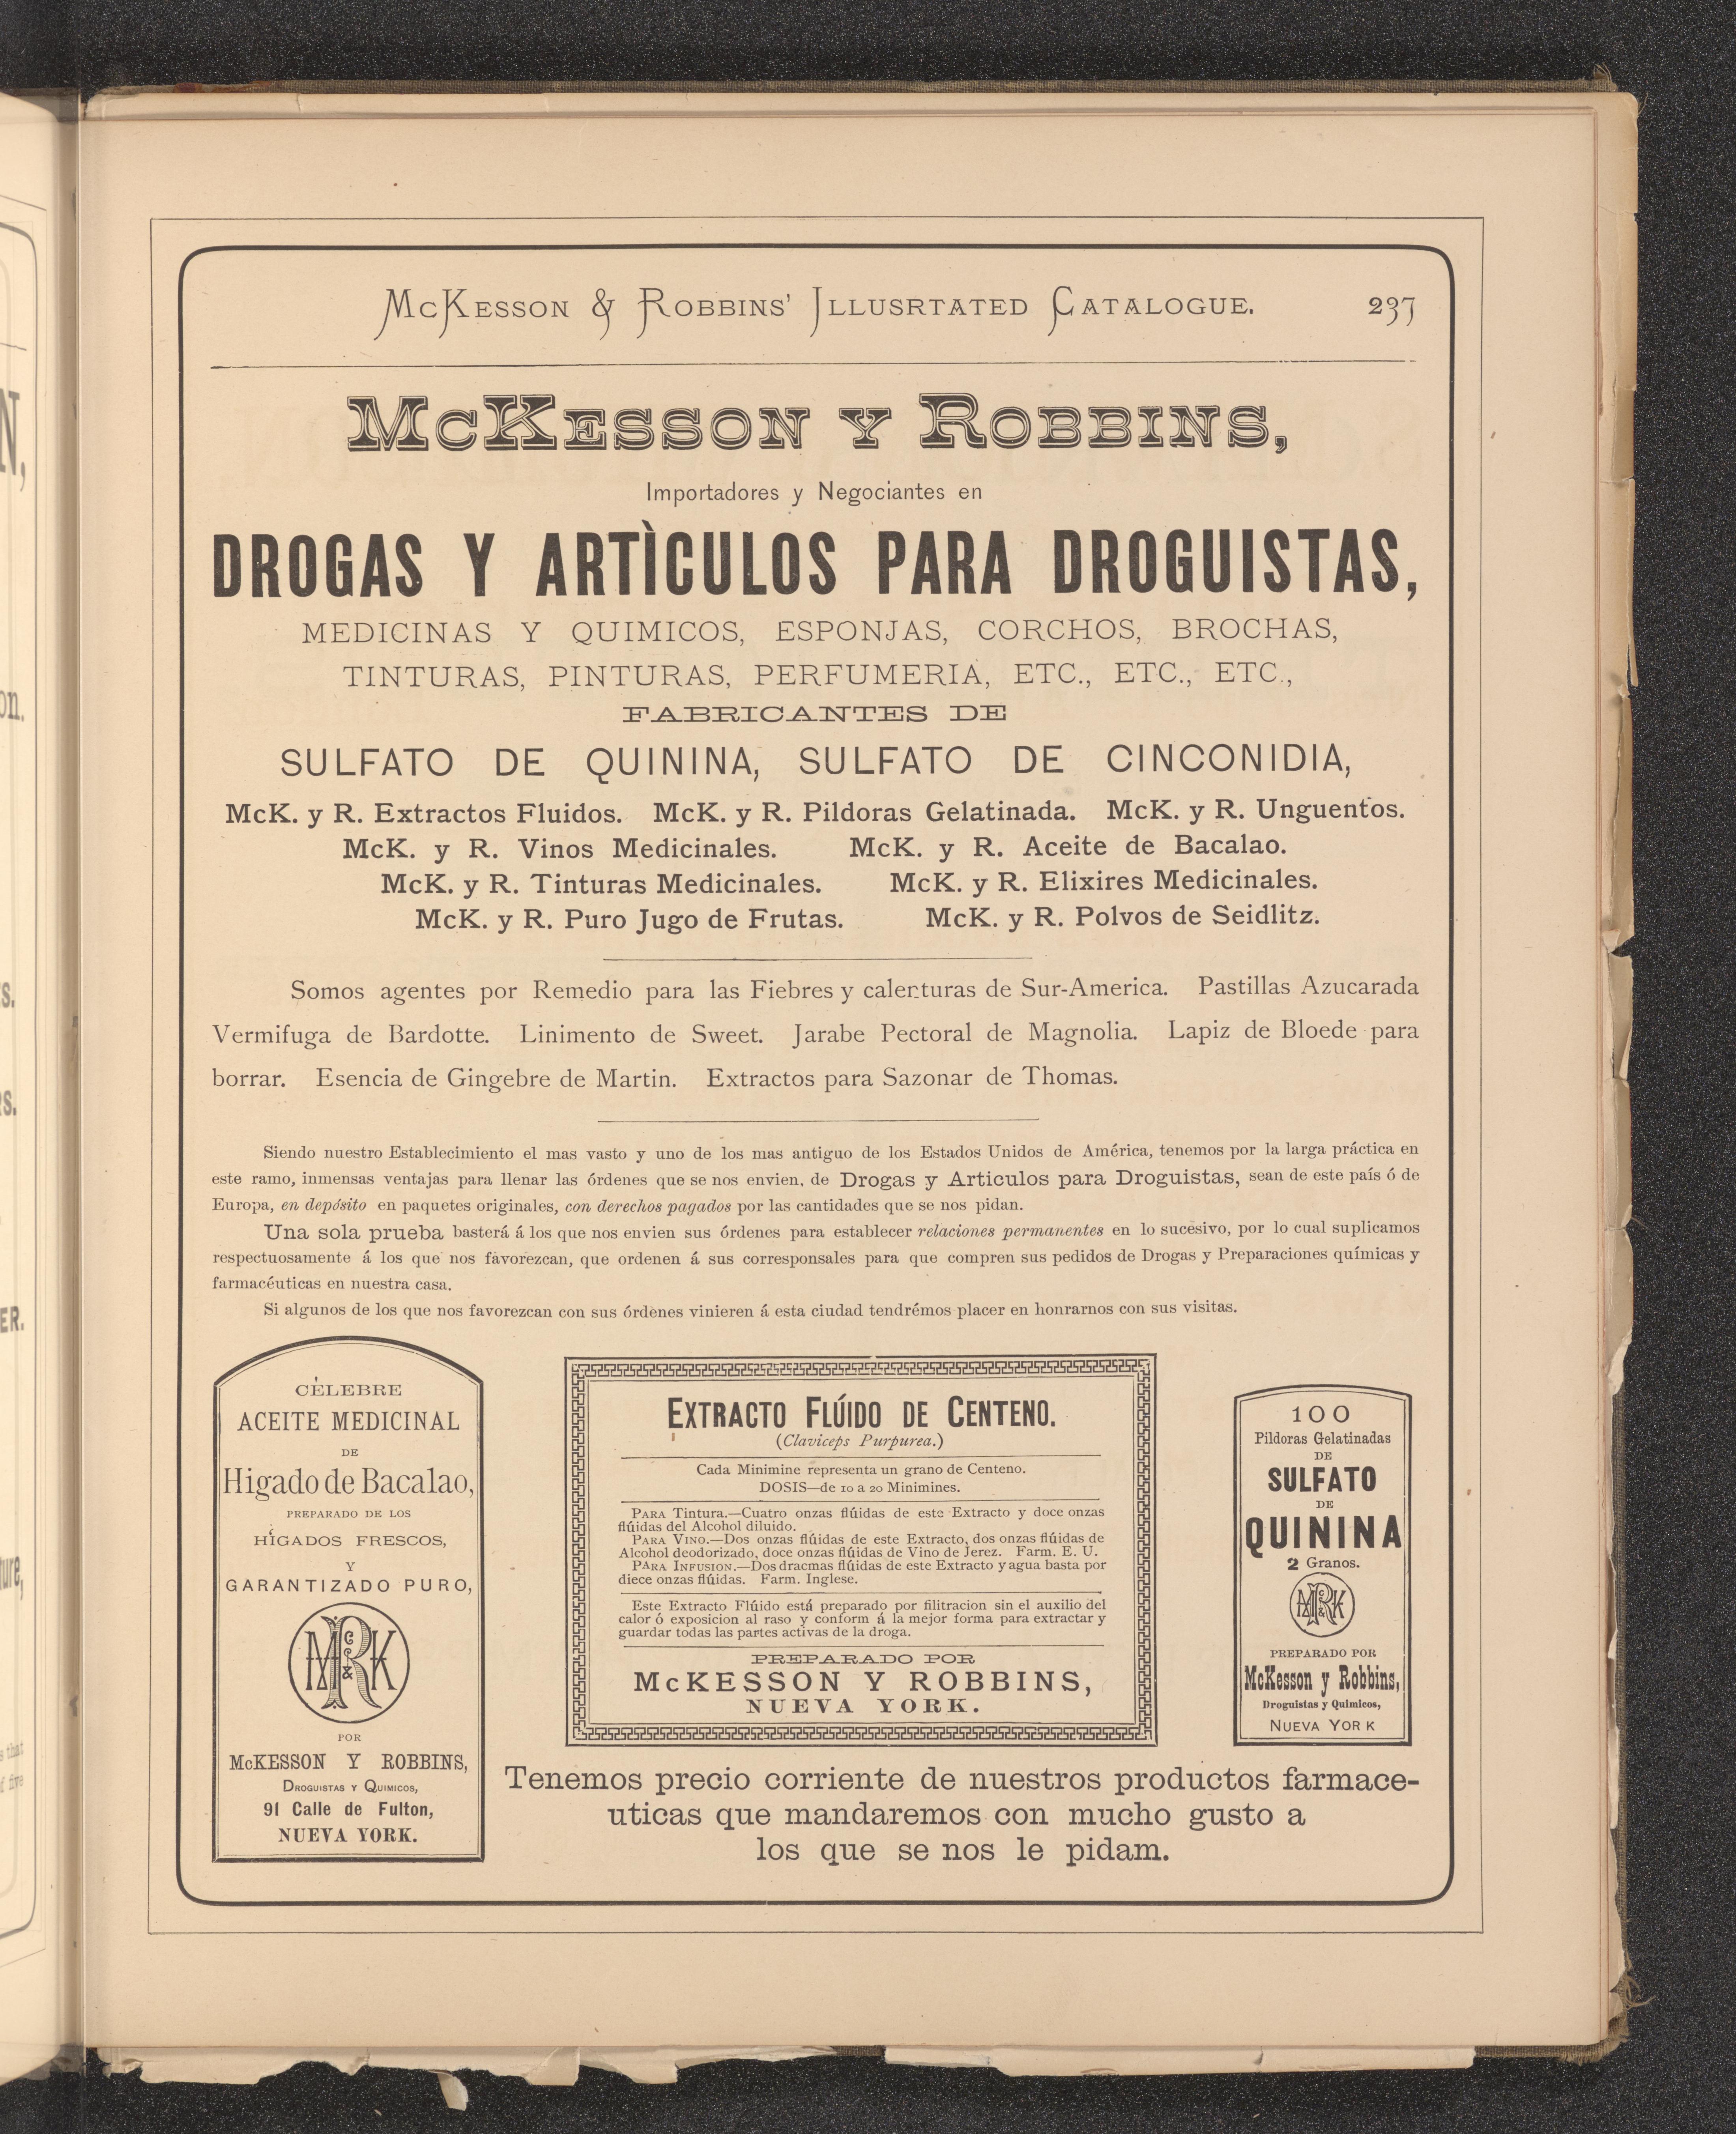 McKesson & Robbins' Illusrtated Catalogue. 237
McKesson y Robbins,
Importadores y Negociantes en
DROGAS Y ARTÌCULOS PARA DROGUISTAS,
MEDICINAS Y QUIMICOS, ESPONJAS, CORCHOS, BROCHAS,
TINTURAS, PINTURAS, PERFUMERIA, ETC., ETC., ETC.,
FABRICANTES DE
SULFATO DE QUININA, SULFATO DE CINCONIDIA,
McK. y R. Extractos Fluidos. McK. y R. Pildoras Gelatinada. McK. y R. Unguentos.
McK. y R. Vinos Medicinales. McK. y R. Aceite de Bacalao.
McK. y R. Tinturas Medicinales. McK. y R. Elixires Medicinales.
McK. y R. Puro Jugo de Frutas. McK. y R. Polvos de Seidlitz.
Somos agentes por Remedio para las Fiebres y calenturas de Sur-America. Pastillas Azucarada
Vermifuga de Bardotte. Linimento de Sweet. Jarabe Pectoral de Magnolia. Lapiz de Bloede para
borrar. Esencia de Gingebre de Martin. Extractos para Sazonar de Thomas.
Siendo nuestro Establecimiento el mas vasto y uno de los mas antiguo de los Estados Unidos de América, tenemos por la larga práctica en
este ramo, inmensas ventajas para llenar las órdenes que se nos envien, de Drogas y Articulos para Droguistas, sean de este país ó de
Europa, en depósito en paquetes originales, con derechos pagados por las cantidades que se nos pidan.
Una sola prueba basterá á los que nos envien sus órdenes para establecer relaciones permanentes en lo sucesivo, por lo cual suplicamos
respectuosamente á los que nos favorezcan, que ordenen á sus corresponsales para que compren sus pedidos de Drogas y Preparaciones químicas y
farmacéuticas en nuestra casa.
Si algunos de los que nos favorezcan con sus órdenes vinieren á esta ciudad tendrémos placer en honrarnos con sus visitas.
CÉLEBRE
ACEITE MEDICINAL
DE
Higado de Bacalao,
PREPARADO DE LOS
HÍGADOS FRESCOS,
Y
GARANTIZADO PURO,
McK&R
POR
McKESSON Y ROBBINS,
Droguistas y Quimicos,
91 Calle de Fulton,
NUEVA YORK.
Extracto Flúido de Centeno.
(Claviceps Purpurea.)
Cada Minimine representa un grano de Centeno.
DOSIS—de 10 a 20 Minimines.
Para Tintura.—Cuatro onzas flúidas de este Extracto y doce onzas
flúidas del Alcohol diluido.
Para Vino.—Dos onzas flúidas de este Extracto, dos onzas flúidas de
Alcohol deodorizado, doce onzas flúidas de Vino de Jerez. Farm. E. U.
Para Infusion.—Dos dracmas flúidas de este Extracto y agua basta por
diece onzas flúidas. Farm. Inglese.
Este Extracto Flúido está preparado por filitracion sin el auxilio del
calor ó exposicion al raso y conform á la mejor forma para extractar y
guardar todas las partes activas de la droga.
PREPARADO POR
McKESSON Y ROBBINS,
NUEVA YORK.
100
Pildoras Gelatinadas
DE
SULFATO
DE
QUININA
2 Granos.
McK&R
PREPARADO POR
McKesson y Robbins,
Droguistas y Quimicos,
Nueva York
Tenemos precio corriente de nuestros productos farmace-
uticas que mandaremos con mucho gusto a
los que se nos le pidam.
N,
on.
S.
RS.
ER.
ture,
s that
of five